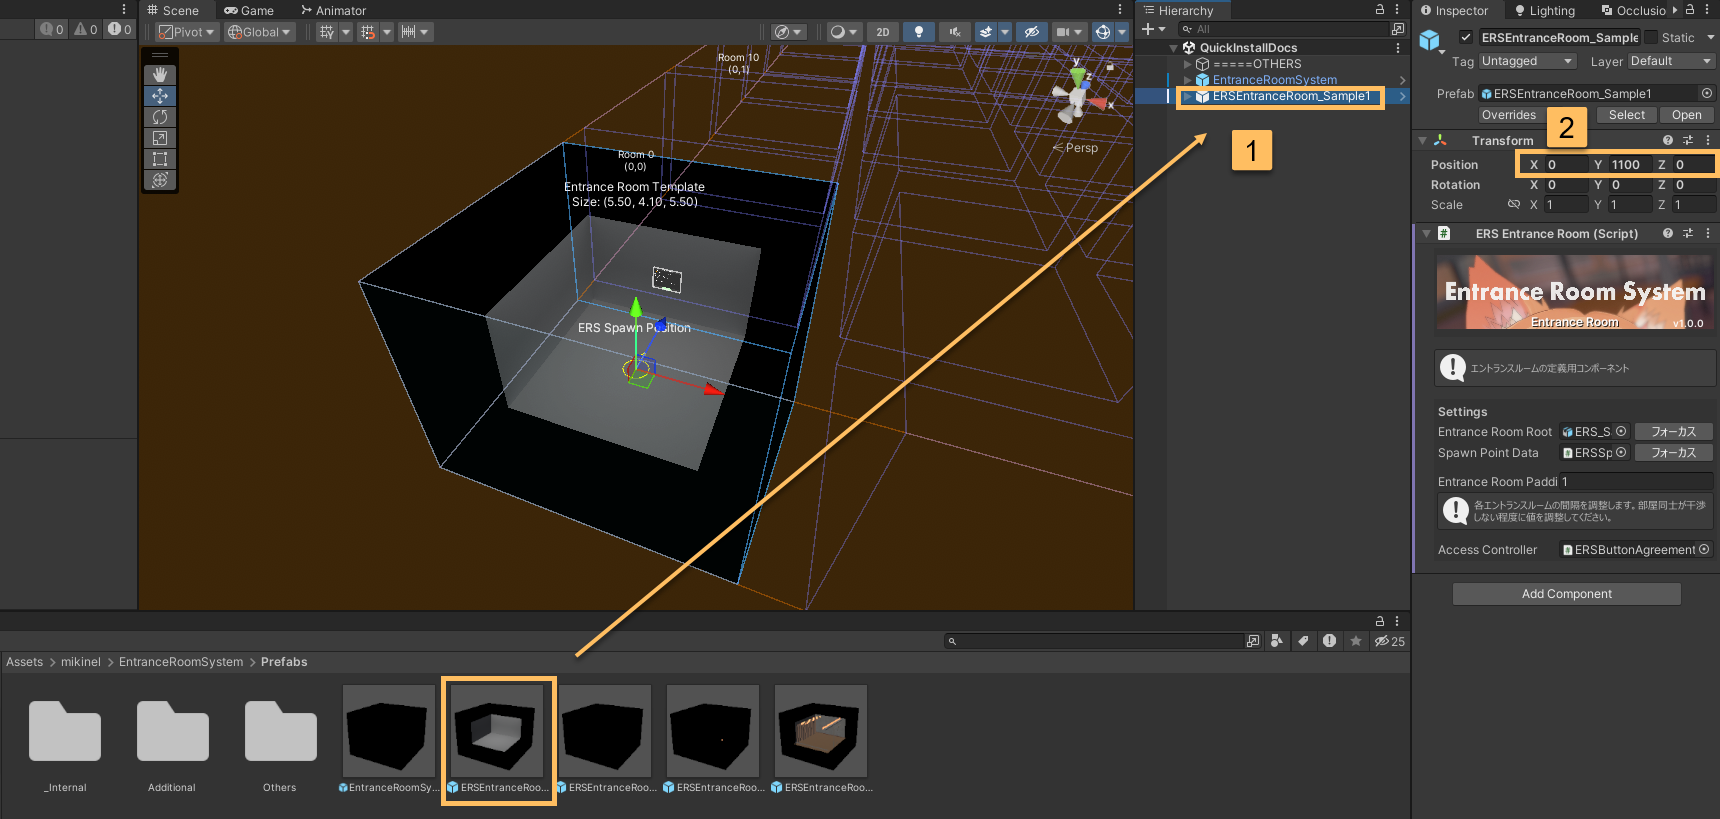 Scene
Game
Animator
0
0
0
Pivot
Global
2D
Room 10
(0,1)
y
z
x
Persp
Room 0
(0,0)
Entrance Room Template
Size: (5.50, 4.10, 5.50)
ERS Spawn Position
Hierarchy
All
QuickInstallDocs
=====OTHERS
EntranceRoomSystem
ERSEntranceRoom_Sample1
1
Inspector
Lighting
Occlusio
ERSEntranceRoom_Sample
Static
Tag Untagged
Layer Default
Prefab ERSEntranceRoom_Sample1
Overrides
Select
Open
2
Transform
Position X 0 Y 1100 Z 0
Rotation X 0 Y 0 Z 0
Scale X 1 Y 1 Z 1
# ERS Entrance Room (Script)
Entrance Room System
Entrance Room
v1.0.0
エントランスルームの定義用コンポーネント
Settings
Entrance Room Root ERS_S フォーカス
Spawn Point Data ERSSp フォーカス
Entrance Room Paddi 1
各エントランスルームの間隔を調整します。部屋同士が干渉
しない程度に値を調整してください。
Access Controller ERSButtonAgreement
Add Component
25
Assets > mikinel > EntranceRoomSystem > Prefabs
_Internal
Additional
Others
EntranceRoomSy...
ERSEntranceRoo...
ERSEntranceRoo...
ERSEntranceRoo...
ERSEntranceRoo...